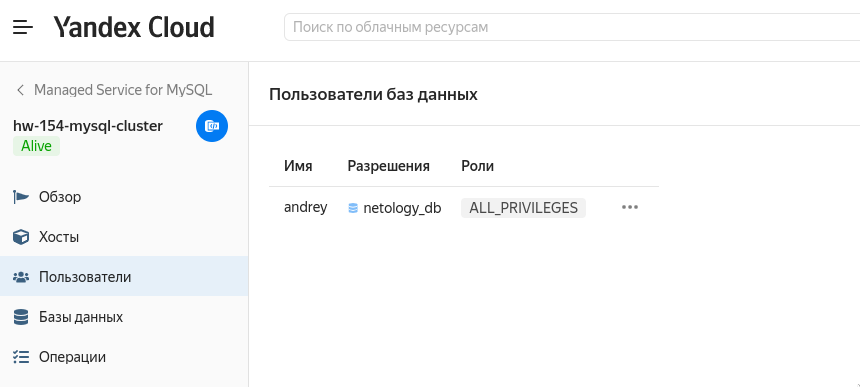 Yandex Cloud
Поиск по облачным ресурсам
Managed Service for MySQL
hw-154-mysql-cluster
Alive
Обзор
Хосты
Пользователи
Базы данных
Операции
Пользователи баз данных
Имя Разрешения Роли
andrey netology_db ALL_PRIVILEGES